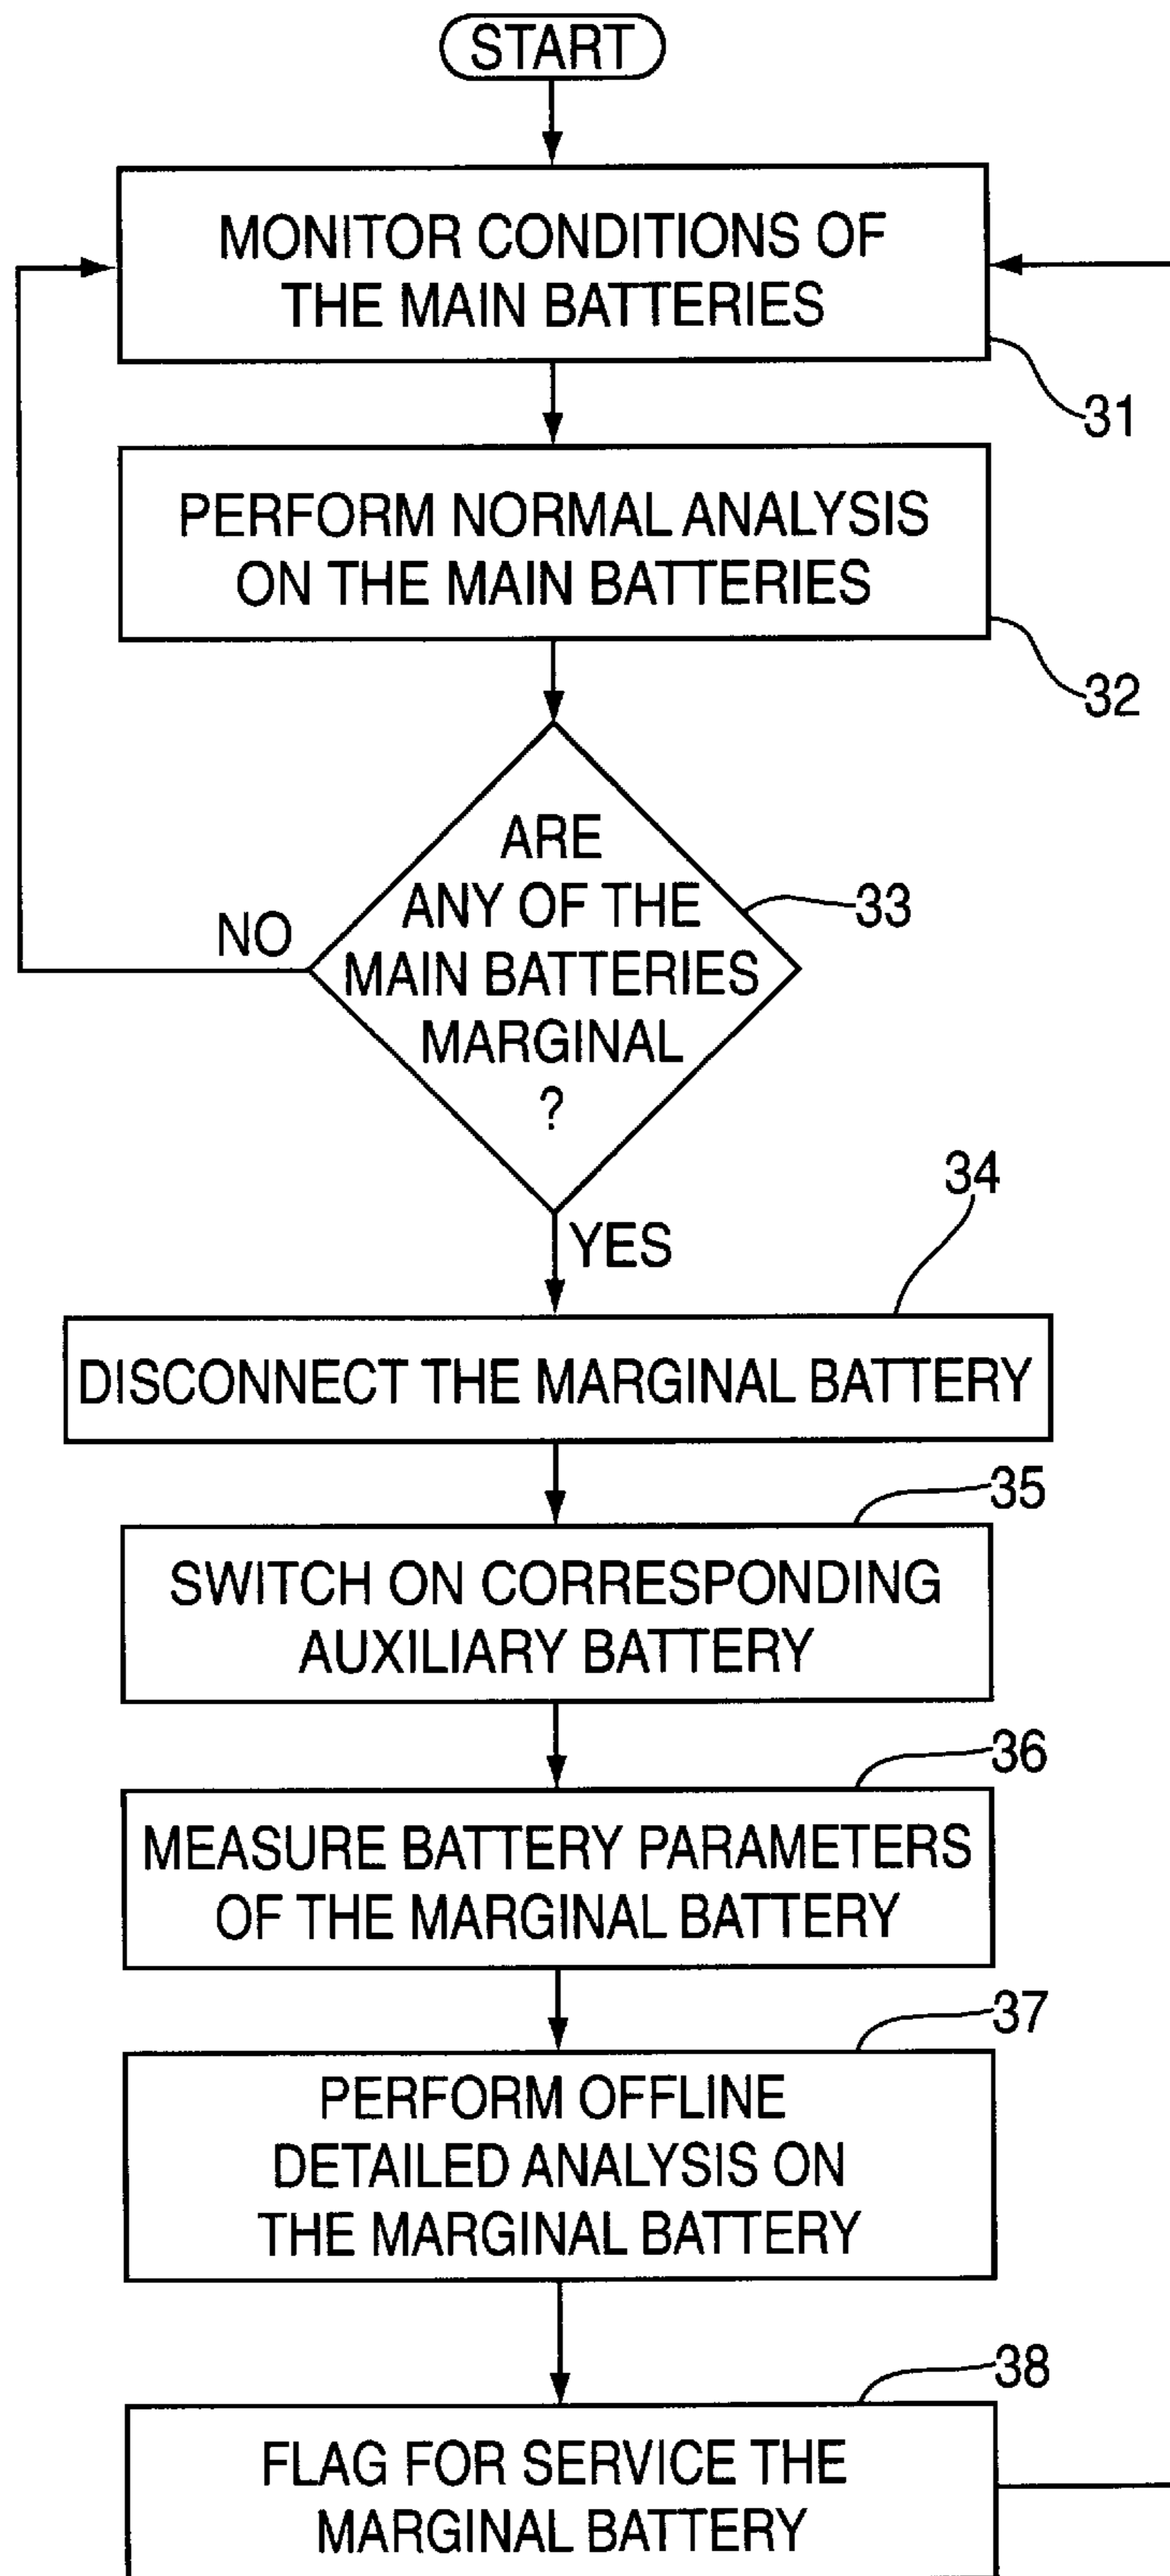 START
MONITOR CONDITIONS OF
THE MAIN BATTERIES
31
PERFORM NORMAL ANALYSIS
ON THE MAIN BATTERIES
32
ARE
ANY OF THE
MAIN BATTERIES
MARGINAL
?
33
NO
YES
34
DISCONNECT THE MARGINAL BATTERY
35
SWITCH ON CORRESPONDING
AUXILIARY BATTERY
36
MEASURE BATTERY PARAMETERS
OF THE MARGINAL BATTERY
37
PERFORM OFFLINE
DETAILED ANALYSIS ON
THE MARGINAL BATTERY
38
FLAG FOR SERVICE THE
MARGINAL BATTERY